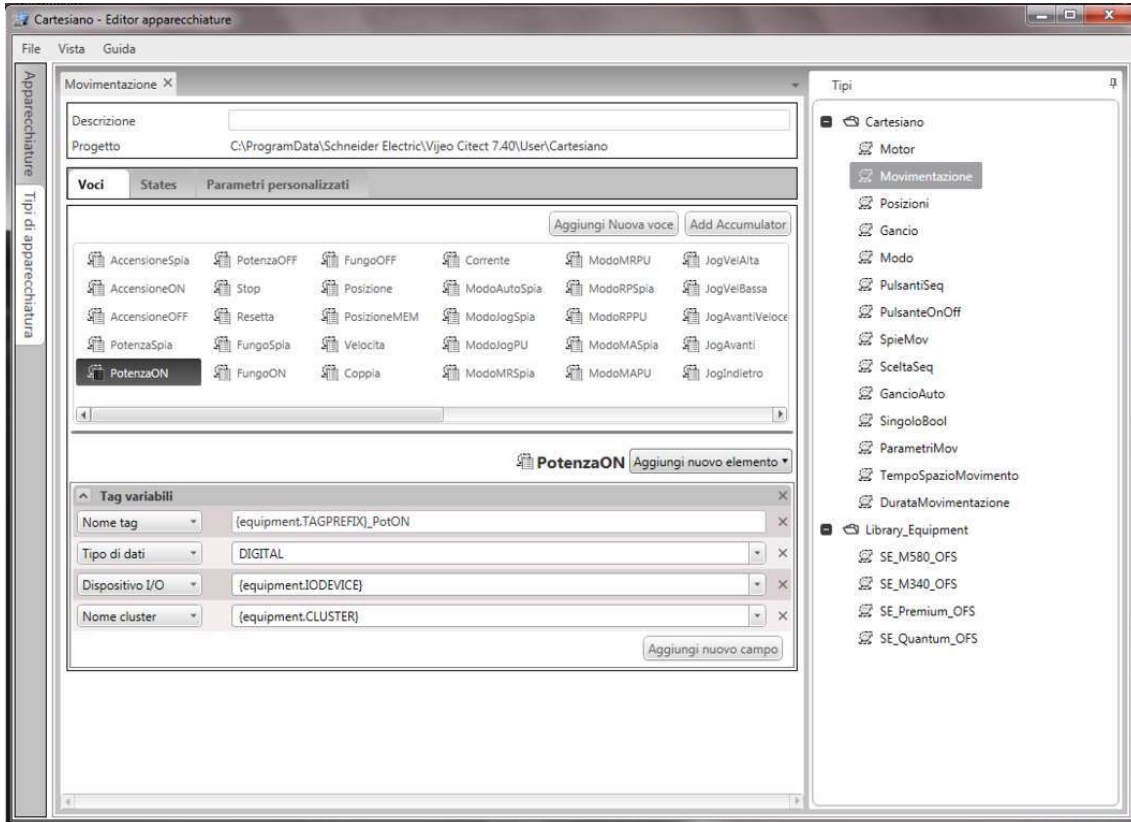 Cartesiano - Editor apparecchiature
File Vista Guida
Apparecchiature
Tipi di apparecchiatura
Movimentazione
Descrizione
Progetto C:\ProgramData\Schneider Electric\Vijeo Citect 7.40\User\Cartesiano
Voci States Parametri personalizzati
Aggiungi Nuova voce Add Accumulator
AccensioneSpia PotenzaOFF FungoOFF Corrente ModoMRPU JogVelAlta
AccensioneON Stop Posizione ModoAutoSpia ModoRPSpia JogVelBassa
AccensioneOFF Resetta PosizioneMEM ModoJogSpia ModoRPPU JogAvantiVeloce
PotenzaSpia FungoSpia Velocita ModoJogPU ModoMASpia JogAvanti
PotenzaON FungoON Coppia ModoMRSpia ModoMAPU JogIndietro
PotenzaON Aggiungi nuovo elemento
Tag variabili
Nome tag {equipment.TAGPREFIX}_PotON
Tipo di dati DIGITAL
Dispositivo I/O {equipment.IODEVICE}
Nome cluster {equipment.CLUSTER}
Aggiungi nuovo campo
Tipi
Cartesiano
Motor
Movimentazione
Posizioni
Gancio
Modo
PulsantiSeq
PulsanteOnOff
SpieMov
SceltaSeq
GancioAuto
SingoloBool
ParametriMov
TempoSpazioMovimento
DurataMovimentazione
Library_Equipment
SE_M580_OFS
SE_M340_OFS
SE_Premium_OFS
SE_Quantum_OFS